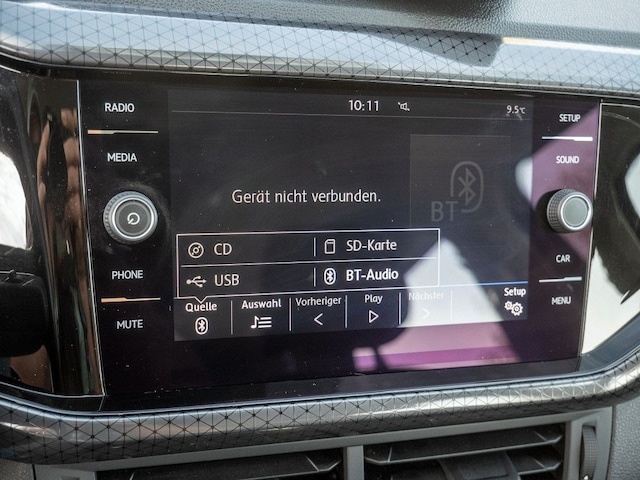 RADIO
MEDIA
PHONE
MUTE
10:11
9.5°C
Gerät nicht verbunden.
BT
CD
SD-Karte
USB
BT-Audio
Quelle
Auswahl
Vorheriger
Play
Nächster
Setup
SETUP
SOUND
CAR
MENU